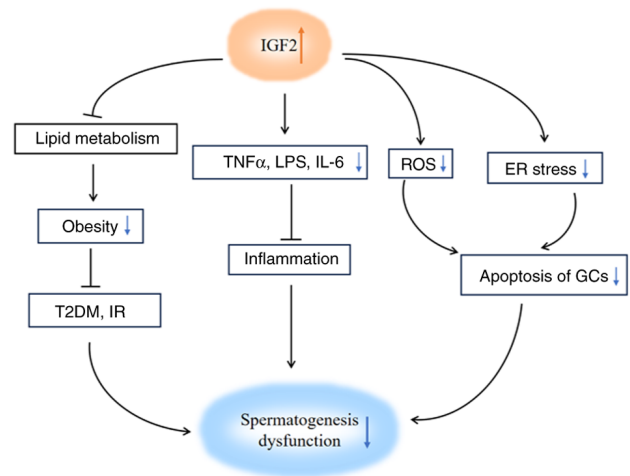 IGF2
Lipid metabolism
TNFα, LPS, IL-6
ROS
ER stress
Obesity
Inflammation
Apoptosis of GCs
T2DM, IR
Spermatogenesis
dysfunction